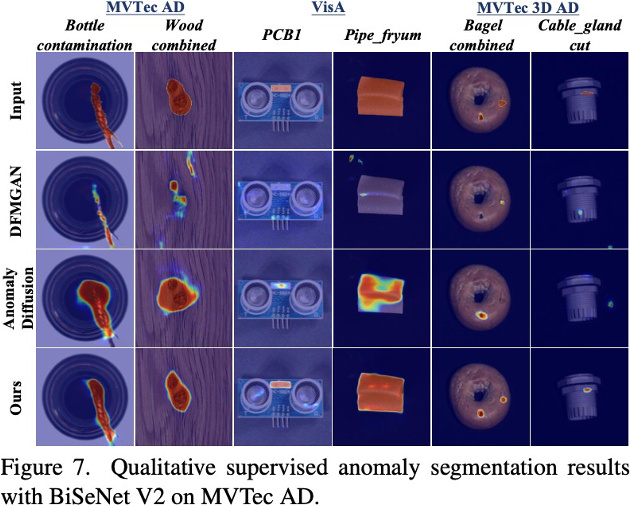 MVTec AD VisA MVTec 3D AD
Bottle contamination Wood combined PCB1 Pipe_fryum Bagel combined Cable_gland cut
Input
DFMGAN
Anomaly Diffusion
Ours
Figure 7. Qualitative supervised anomaly segmentation results
with BiSeNet V2 on MVTec AD.